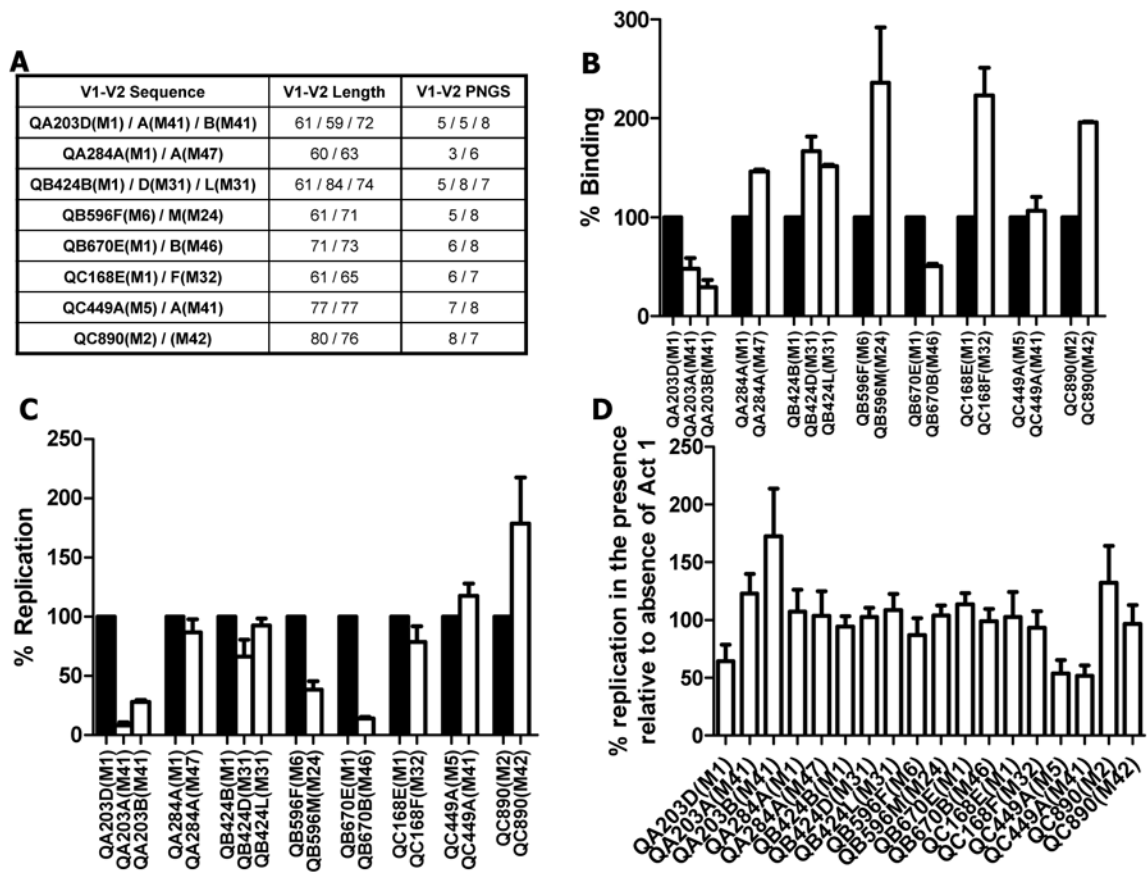 A
V1-V2 Sequence V1-V2 Length V1-V2 PNGS
QA203D(M1) / A(M41) / B(M41) 61 / 59 / 72 5 / 5 / 8
QA284A(M1) / A(M47) 60 / 63 3 / 6
QB424B(M1) / D(M31) / L(M31) 61 / 84 / 74 5 / 8 / 7
QB596F(M6) / M(M24) 61 / 71 5 / 8
QB670E(M1) / B(M46) 71 / 73 6 / 8
QC168E(M1) / F(M32) 61 / 65 6 / 7
QC449A(M5) / A(M41) 77 / 77 7 / 8
QC890(M2) / (M42) 80 / 76 8 / 7
B
% Binding
300
200
100
0
QA203D(M1)
QA203A(M41)
QA203B(M41)
QA284A(M1)
QA284A(M47)
QB424B(M1)
QB424D(M31)
QB424L(M31)
QB596F(M6)
QB596M(M24)
QB670E(M1)
QB670B(M46)
QC168E(M1)
QC168F(M32)
QC449A(M5)
QC449A(M41)
QC890(M2)
QC890(M42)
C
% Replication
250
200
150
100
50
0
QA203D(M1)
QA203A(M41)
QA203B(M41)
QA284A(M1)
QA284A(M47)
QB424B(M1)
QB424D(M31)
QB424L(M31)
QB596F(M6)
QB596M(M24)
QB670E(M1)
QB670B(M46)
QC168E(M1)
QC168F(M32)
QC449A(M5)
QC449A(M41)
QC890(M2)
QC890(M42)
D
% replication in the presence
relative to absence of Act 1
250
200
150
100
50
0
QA203D(M1)
QA203A(M41)
QA203B(M41)
QA284A(M1)
QA284A(M47)
QB424B(M1)
QB424D(M31)
QB424L(M31)
QB596F(M6)
QB596M(M24)
QB670E(M1)
QB670B(M46)
QC168E(M1)
QC168F(M32)
QC449A(M5)
QC449A(M41)
QC890(M2)
QC890(M42)